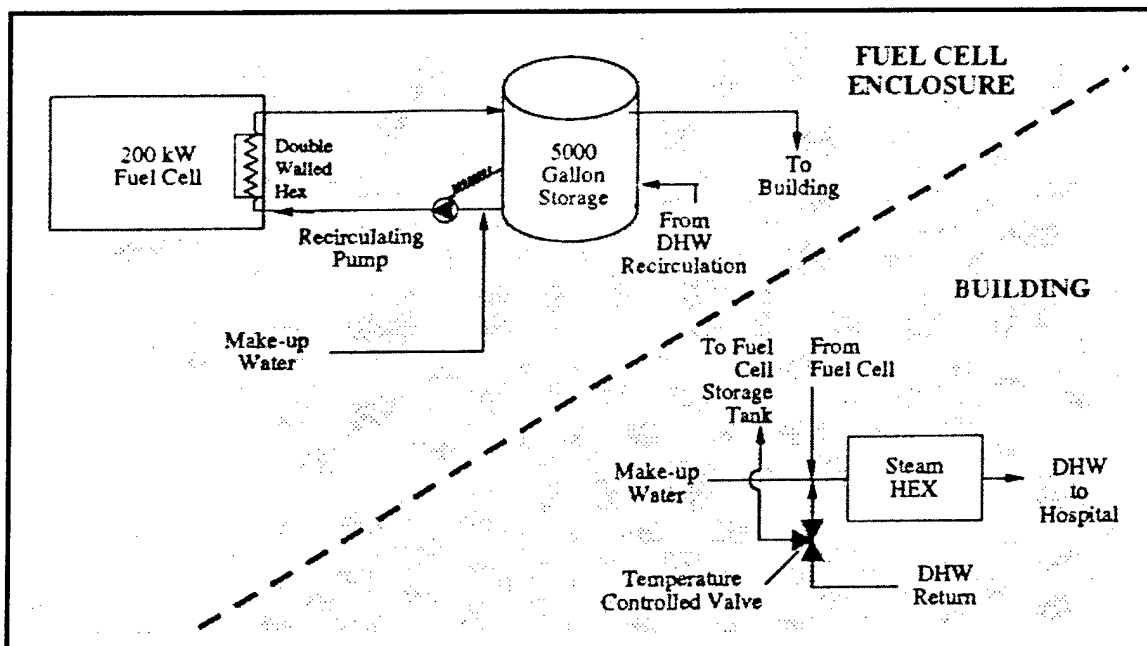 FUEL CELL
ENCLOSURE
200 kW
Fuel Cell
Double
Walled
Hex
5000
Gallon
Storage
To
Building
From
DHW
Recirculation
Recirculating
Pump
Make-up
Water
BUILDING
To Fuel
Cell
Storage
Tank
From
Fuel Cell
Make-up
Water
Steam
HEX
DHW
to
Hospital
Temperature
Controlled Valve
DHW
Return